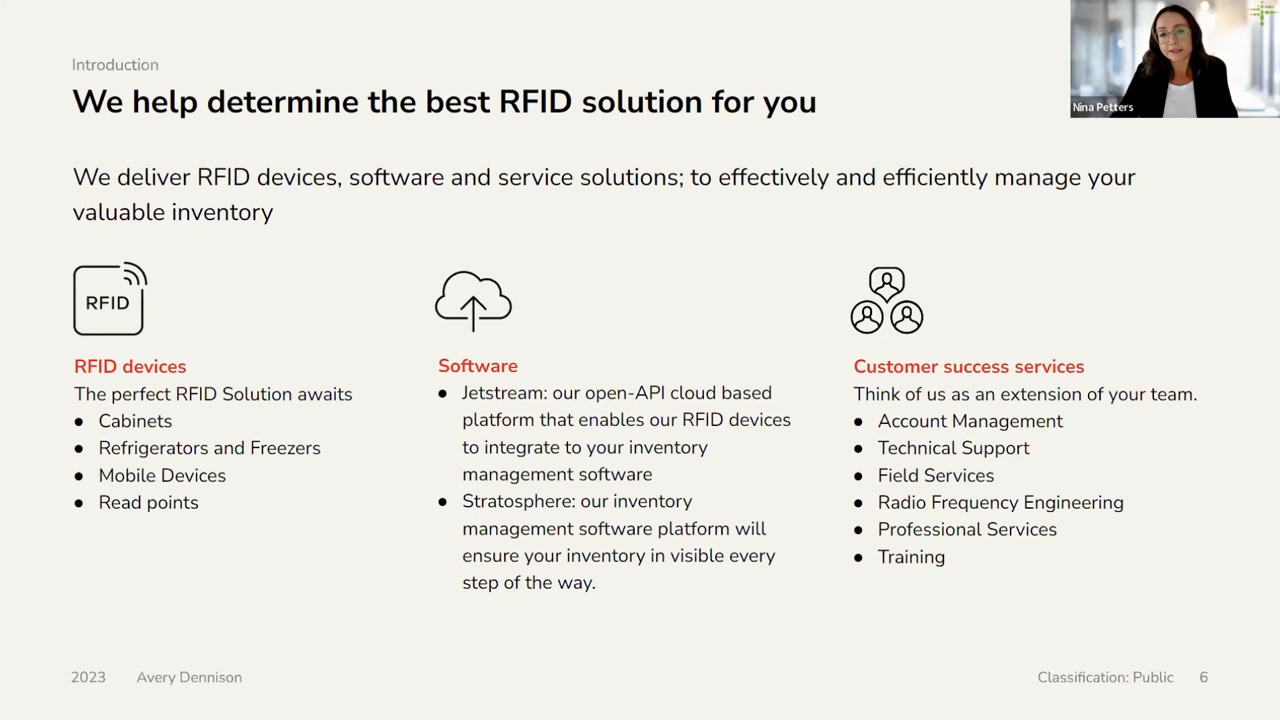 Introduction
We help determine the best RFID solution for you
Nina Petters
We deliver RFID devices, software and service solutions; to effectively and efficiently manage your
valuable inventory
RFID
RFID devices
The perfect RFID Solution awaits
● Cabinets
● Refrigerators and Freezers
● Mobile Devices
● Read points
Software
● Jetstream: our open-API cloud based
platform that enables our RFID devices
to integrate to your inventory
management software
● Stratosphere: our inventory
management software platform will
ensure your inventory in visible every
step of the way.
Customer success services
Think of us as an extension of your team.
● Account Management
● Technical Support
● Field Services
● Radio Frequency Engineering
● Professional Services
● Training
2023 Avery Dennison
Classification: Public 6